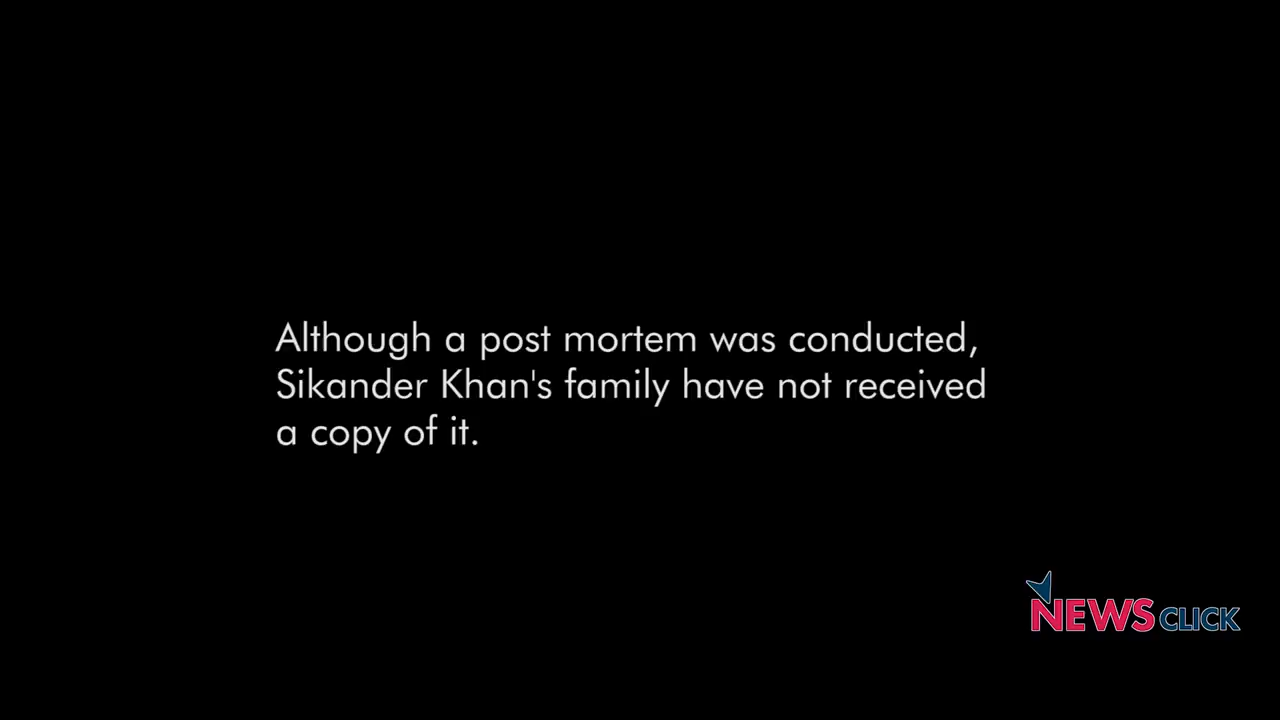 Although a post mortem was conducted,
Sikander Khan's family have not received
a copy of it.
NEWSCLICK